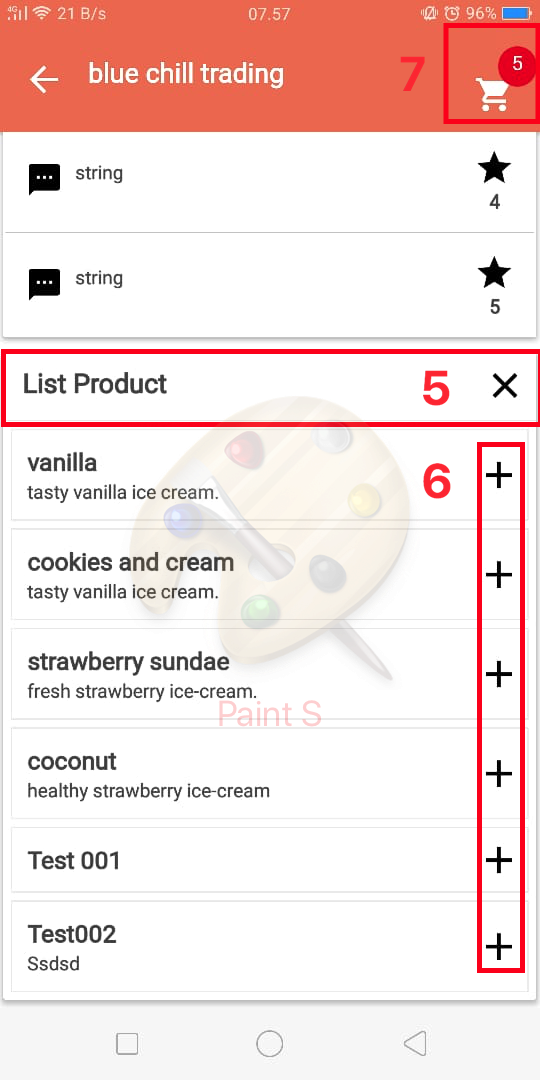 4G 21 B/s 07.57 96%
blue chill trading 7 5
string
4
string
5
List Product 5
vanilla 6
tasty vanilla ice cream.
cookies and cream
tasty vanilla ice cream.
strawberry sundae
fresh strawberry ice-cream.
Paint S
coconut
healthy strawberry ice-cream
Test 001
Test002
Ssdsd